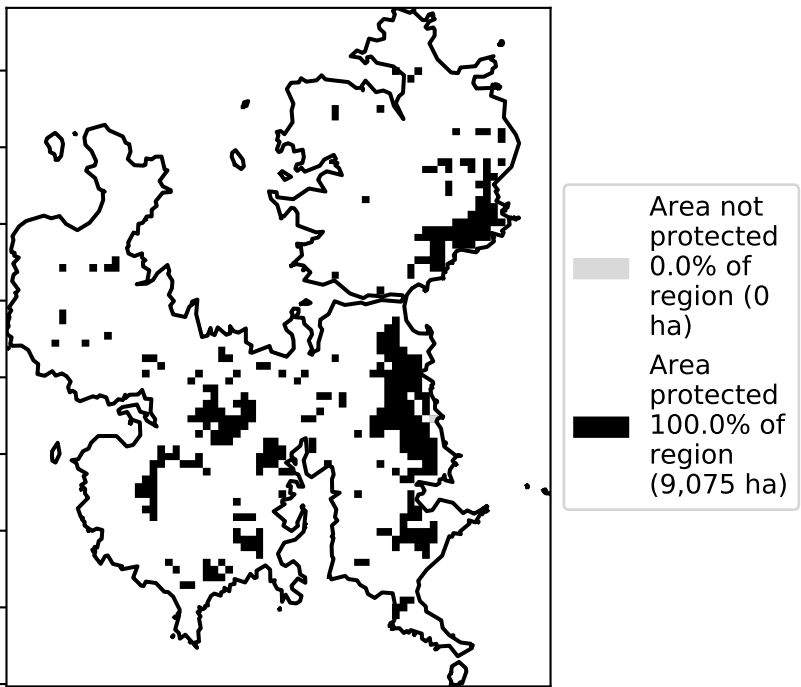 Area not
protected
0.0% of
region (0
ha)
Area
protected
100.0% of
region
(9,075 ha)